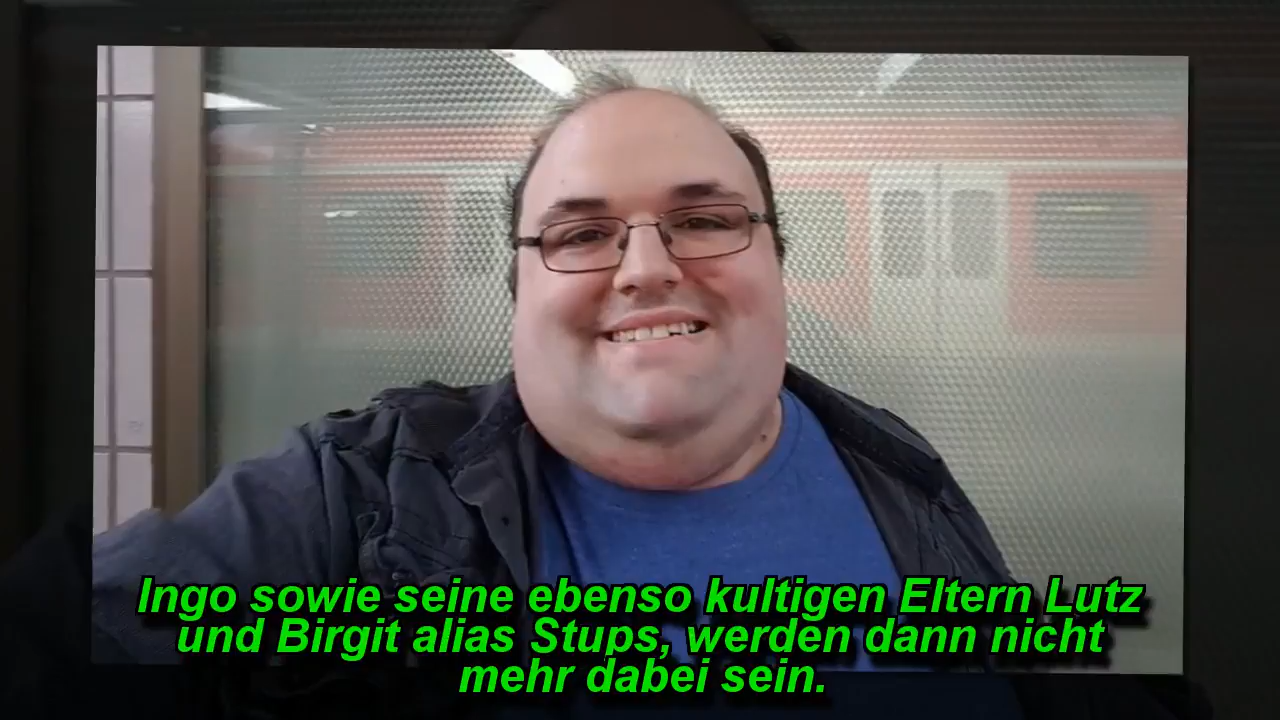 Ingo sowie seine ebenso kultigen Eltern Lutz
und Birgit alias Stups, werden dann nicht
mehr dabei sein.